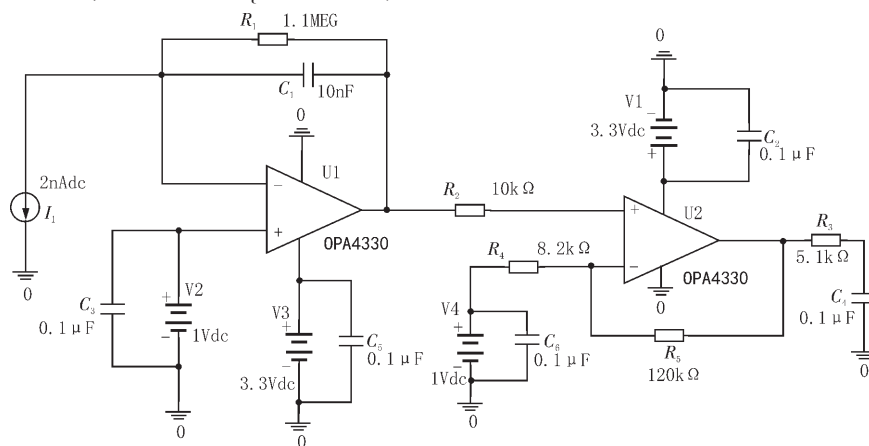 R₁ 1.1MEG
C₁ 10nF
0
U1
-
+
OPA4330
2nAdc
I₁
0
C₃
0.1μF
+
V2
-
1Vdc
0
V3
+
-
3.3Vdc
C₅
0.1μF
0
R₂ 10kΩ
0
V1
-
3.3Vdc
+
C₂
0.1μF
+
-
U2
OPA4330
0
R₄ 8.2kΩ
V4
+
-
1Vdc
C₆
0.1μF
0
R₅
120kΩ
R₃
5.1kΩ
C₄
0.1μF
0